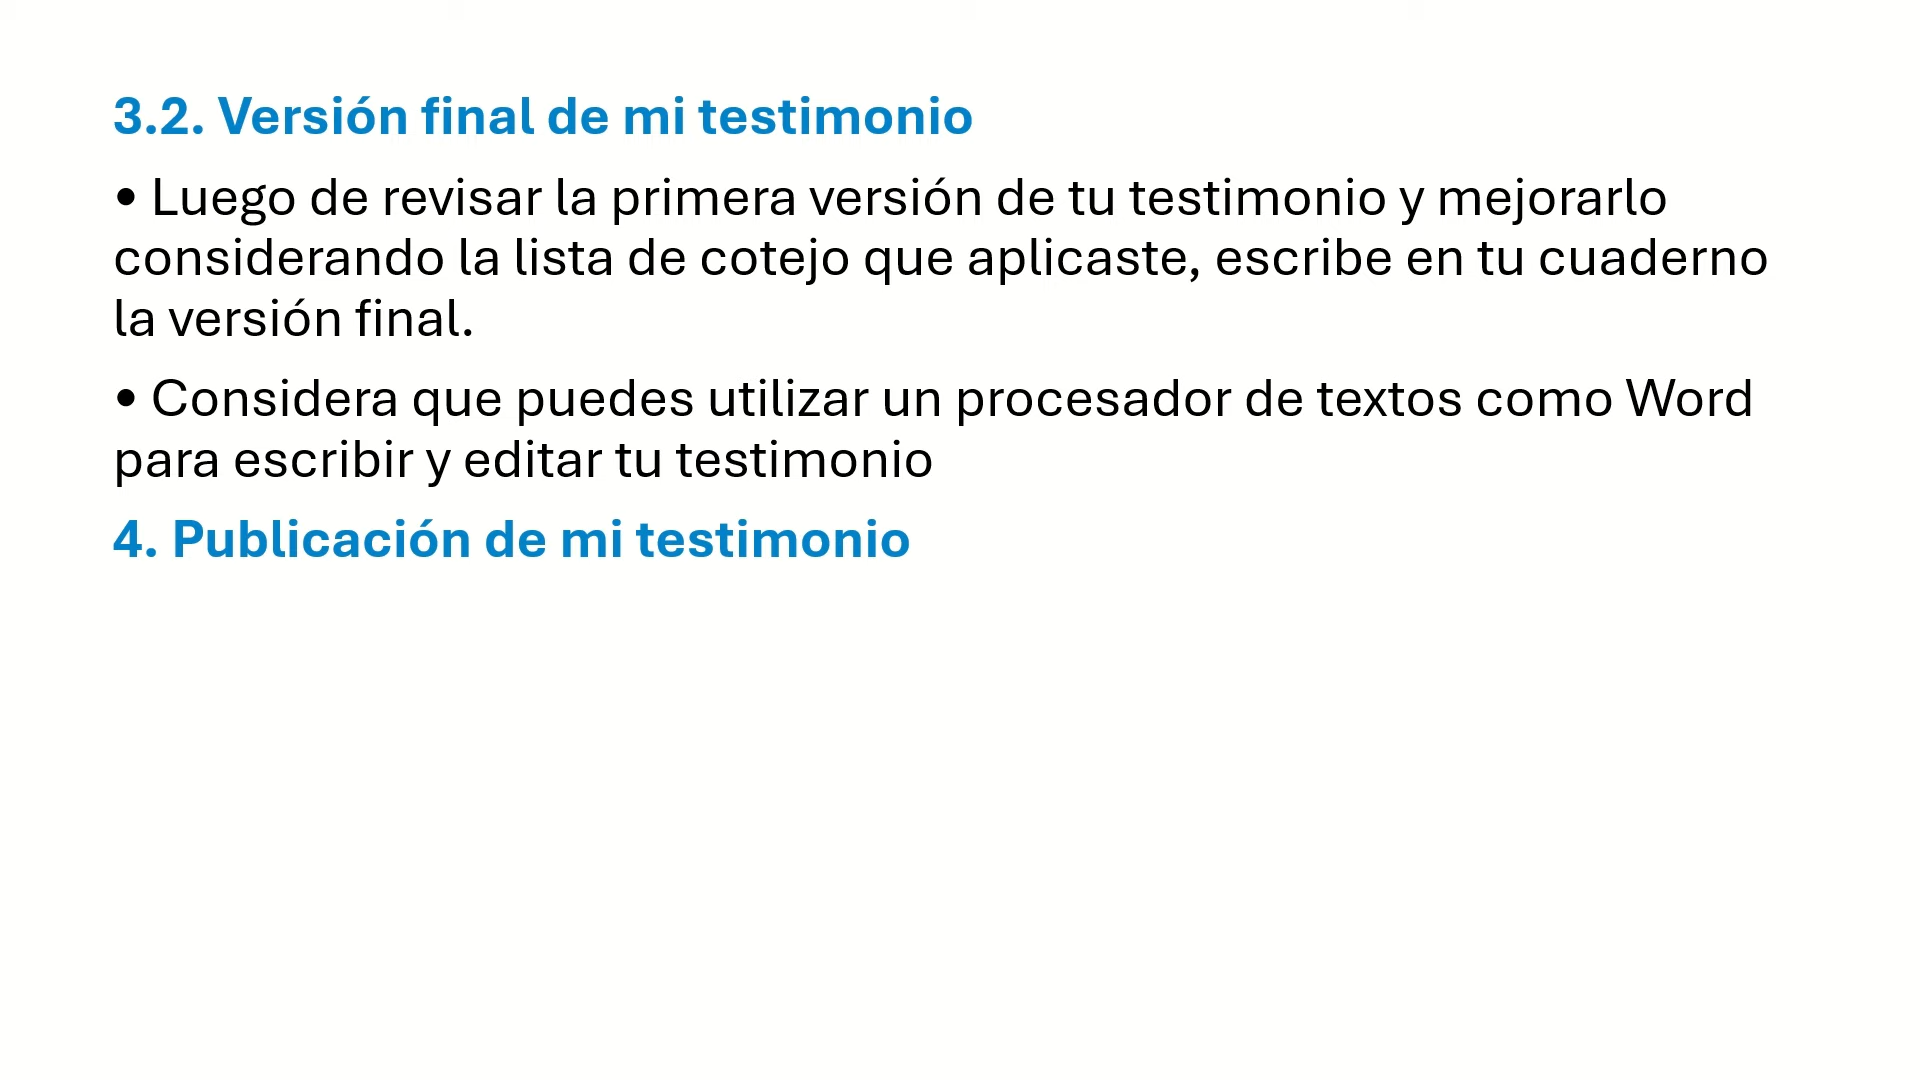 3.2. Versión final de mi testimonio
• Luego de revisar la primera versión de tu testimonio y mejorarlo
considerando la lista de cotejo que aplicaste, escribe en tu cuaderno
la versión final.
• Considera que puedes utilizar un procesador de textos como Word
para escribir y editar tu testimonio
4. Publicación de mi testimonio